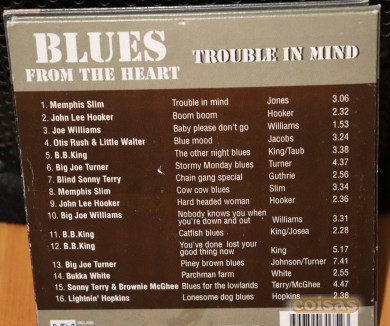 BLUES
FROM THE HEART
TROUBLE IN MIND
1. Memphis Slim Trouble in mind Jones 3.06
2. John Lee Hooker Boom boom Hooker 2.32
3. Joe Williams Baby please don't go Williams 1.53
4. Otis Rush & Little Walter Blue mood Jacobs 3.24
5. B.B.King The other night blues King/Taub 3.38
6. Big Joe Turner Stormy Monday blues Turner 4.37
7. Blind Sonny Terry Chain gang special Guthrie 2.56
8. Memphis Slim Cow cow blues Slim 3.34
9. John Lee Hooker Hard headed woman Hooker 2.36
10. Big Joe Williams Nobody knows you when
you're down and out Williams 3.31
11. B.B.King Catfish blues King/Josea 2.28
12. B.B.King You've done lost your
good thing now King 5.17
13. Big Joe Turner Piney brown blues Johnson/Turner 7.41
14. Bukka White Parchman farm White 2.55
15. Sonny Terry & Brownie McGhee Blues for the lowlands Terry/McGhee 4.47
16. Lightnin' Hopkins Lonesome dog blues Hopkins 2.38
coisas